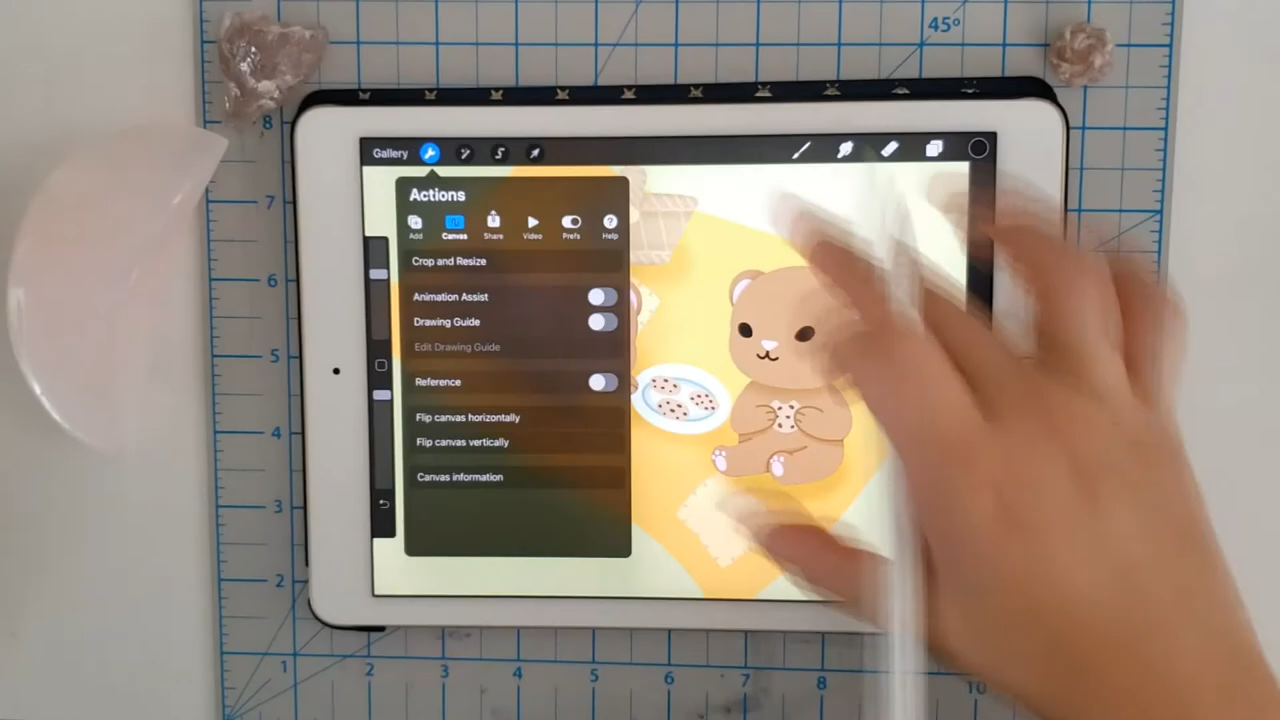 45°
8
Gallery
Actions
7
Add Canvas Share Video Prefs Help
Crop and Resize
6
Animation Assist
Drawing Guide
Edit Drawing Guide
5
Reference
Flip canvas horizontally
4
Flip canvas vertically
Canvas information
3
2
1 2 3 4 5 6 7 8 10